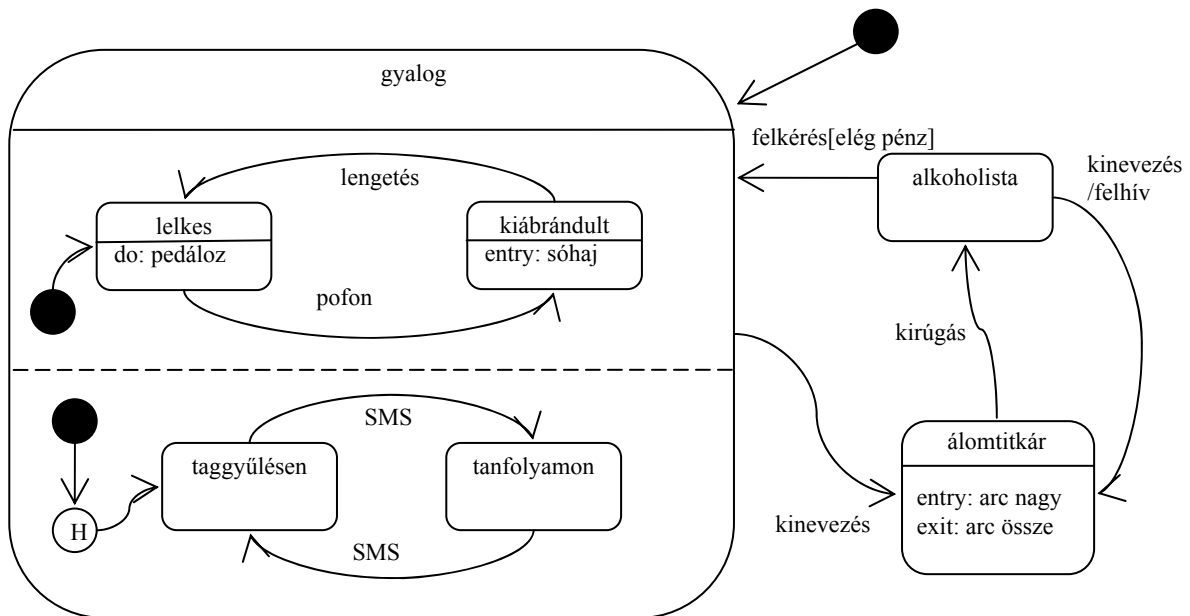 gyalog
felkérés[elég pénz]
lengetés
alkoholista
kinevezés
/felhív
lelkes
do: pedáloz
kiábrándult
entry: sóhaj
pofon
kirúgás
SMS
taggyűlésen
tanfolyamon
álomtitkár
entry: arc nagy
exit: arc össze
kinevezés
H
SMS